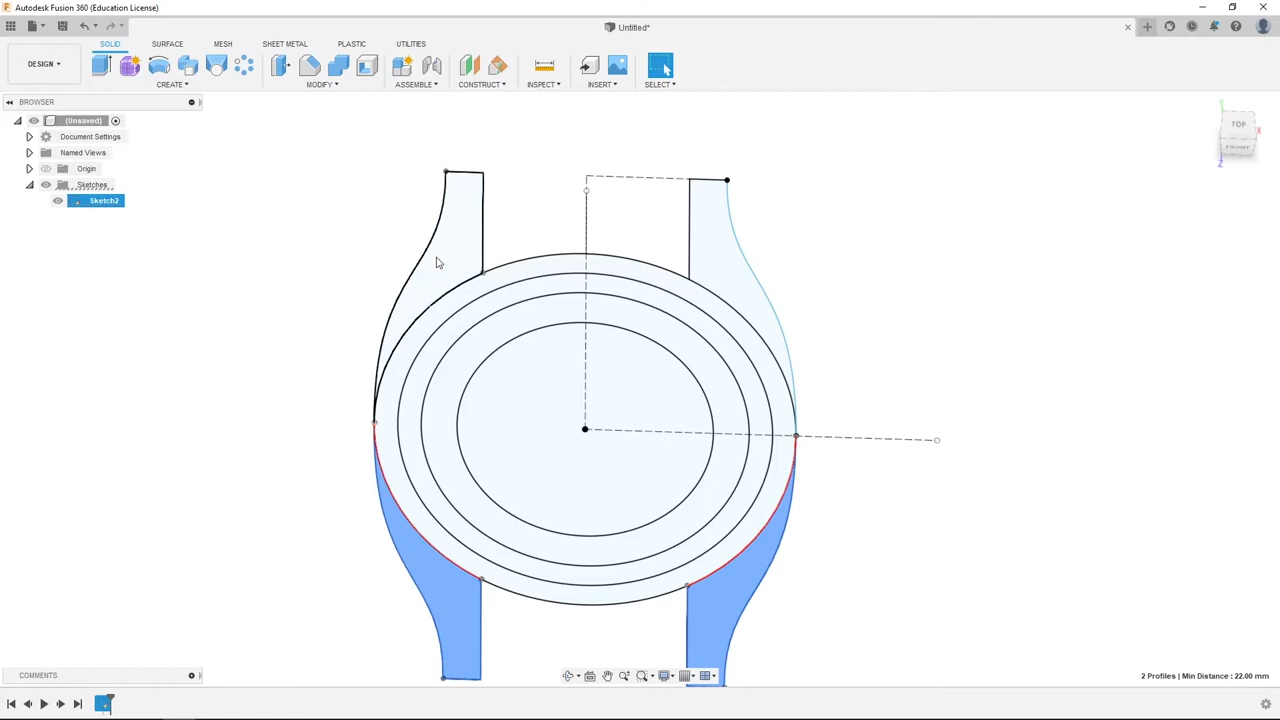 Autodesk Fusion 360 (Education License)
Untitled*
DESIGN
SOLID
SURFACE
MESH
SHEET METAL
PLASTIC
UTILITIES
CREATE
MODIFY
ASSEMBLE
CONSTRUCT
INSPECT
INSERT
SELECT
BROWSER
(Unsaved)
Document Settings
Named Views
Origin
Sketches
Sketch2
Y
TOP
X
FRONT
Z
COMMENTS
2 Profiles | Min Distance : 22.00 mm